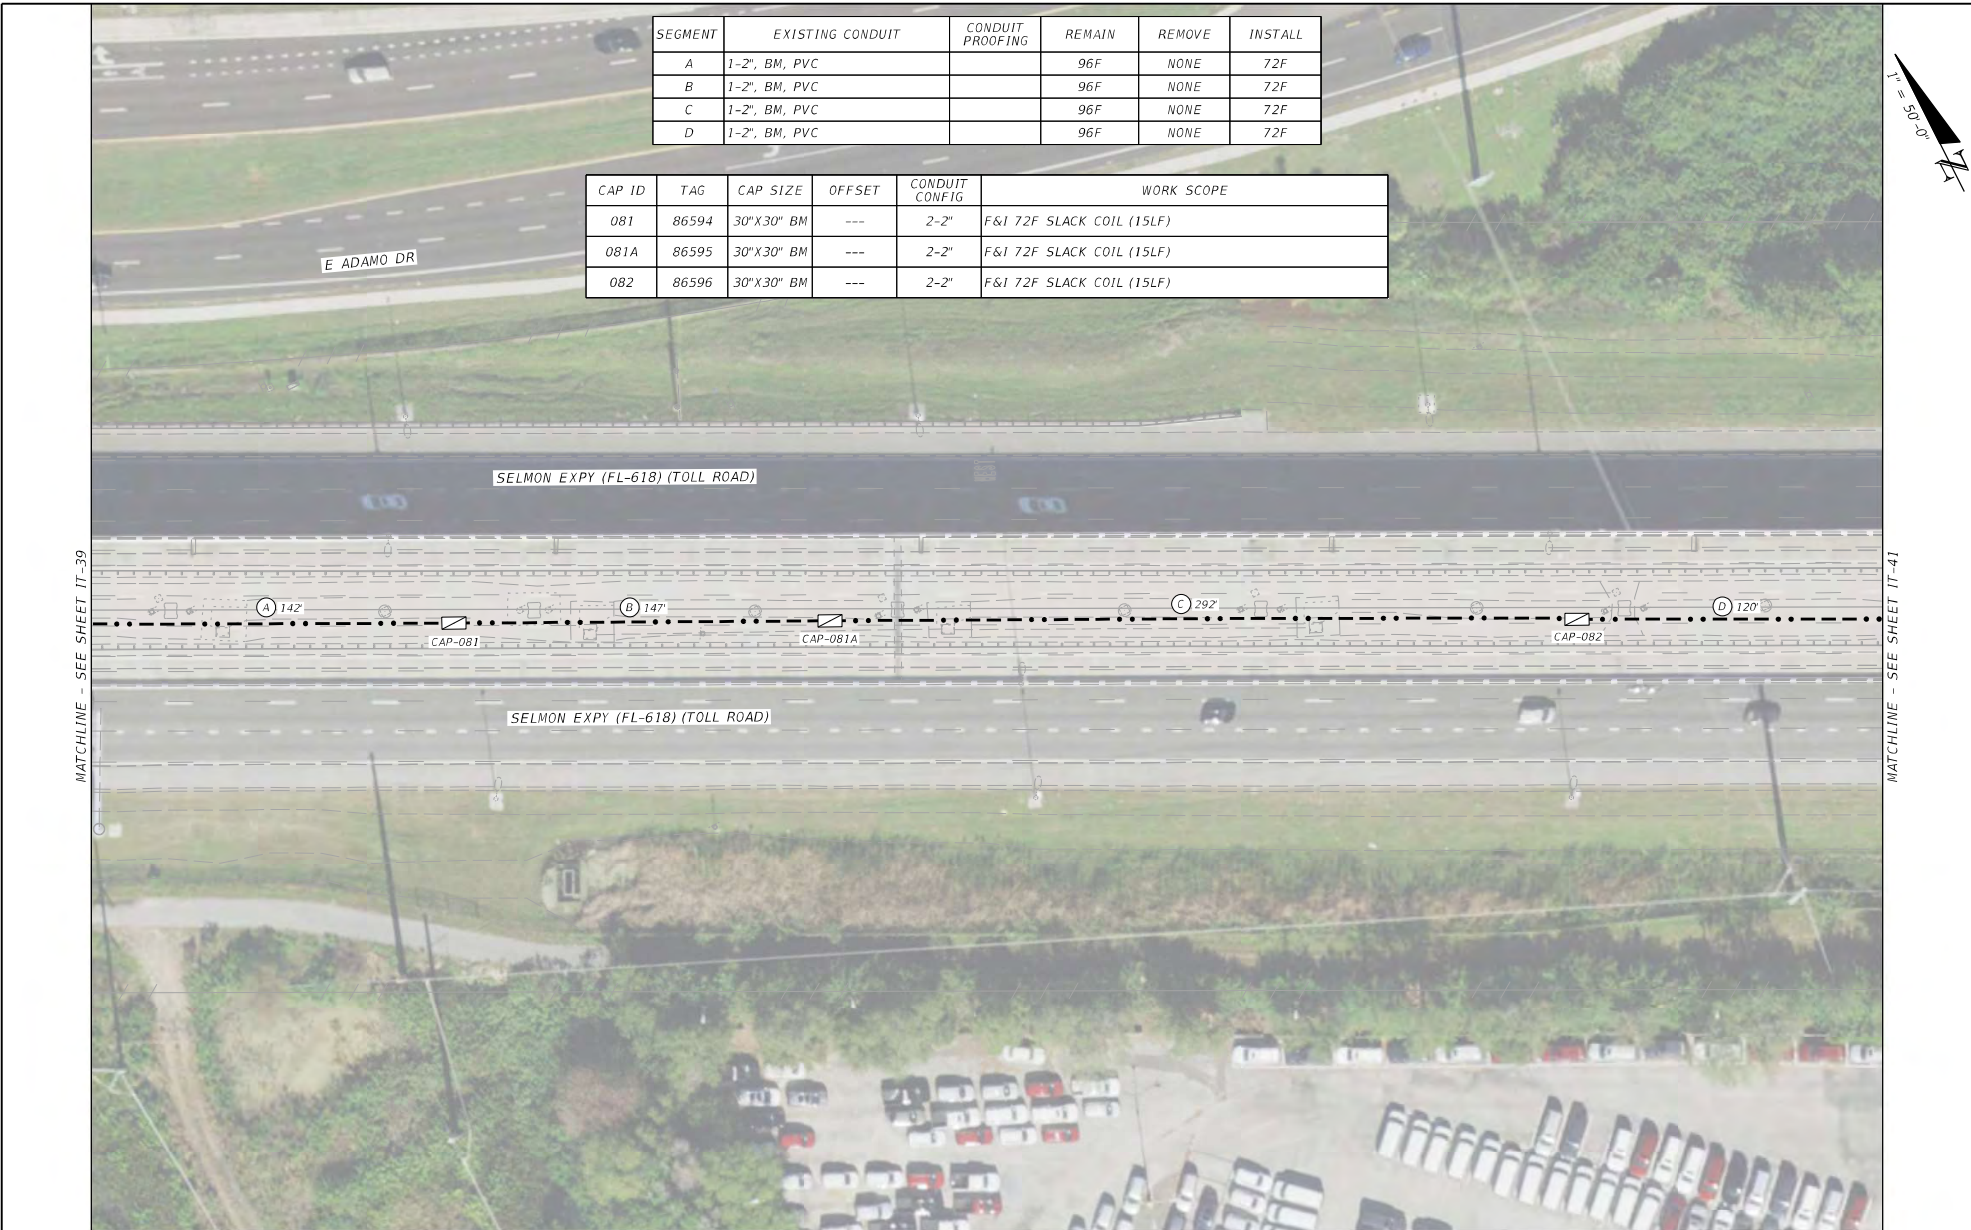 SEGMENT EXISTING CONDUIT CONDUIT PROOFING REMAIN REMOVE INSTALL
A 1-2", BM, PVC 96F NONE 72F
B 1-2", BM, PVC 96F NONE 72F
C 1-2", BM, PVC 96F NONE 72F
D 1-2", BM, PVC 96F NONE 72F
1" = 50'-0"
N
CAP ID TAG CAP SIZE OFFSET CONDUIT CONFIG WORK SCOPE
081 86594 30"X30" BM --- 2-2" F&I 72F SLACK COIL (15LF)
081A 86595 30"X30" BM --- 2-2" F&I 72F SLACK COIL (15LF)
082 86596 30"X30" BM --- 2-2" F&I 72F SLACK COIL (15LF)
E ADAMO DR
SELMON EXPY (FL-618) (TOLL ROAD)
MATCHLINE - SEE SHEET IT-39
A 142' B 147' C 292' D 120'
CAP-081 CAP-081A CAP-082
MATCHLINE - SEE SHEET IT-41
SELMON EXPY (FL-618) (TOLL ROAD)